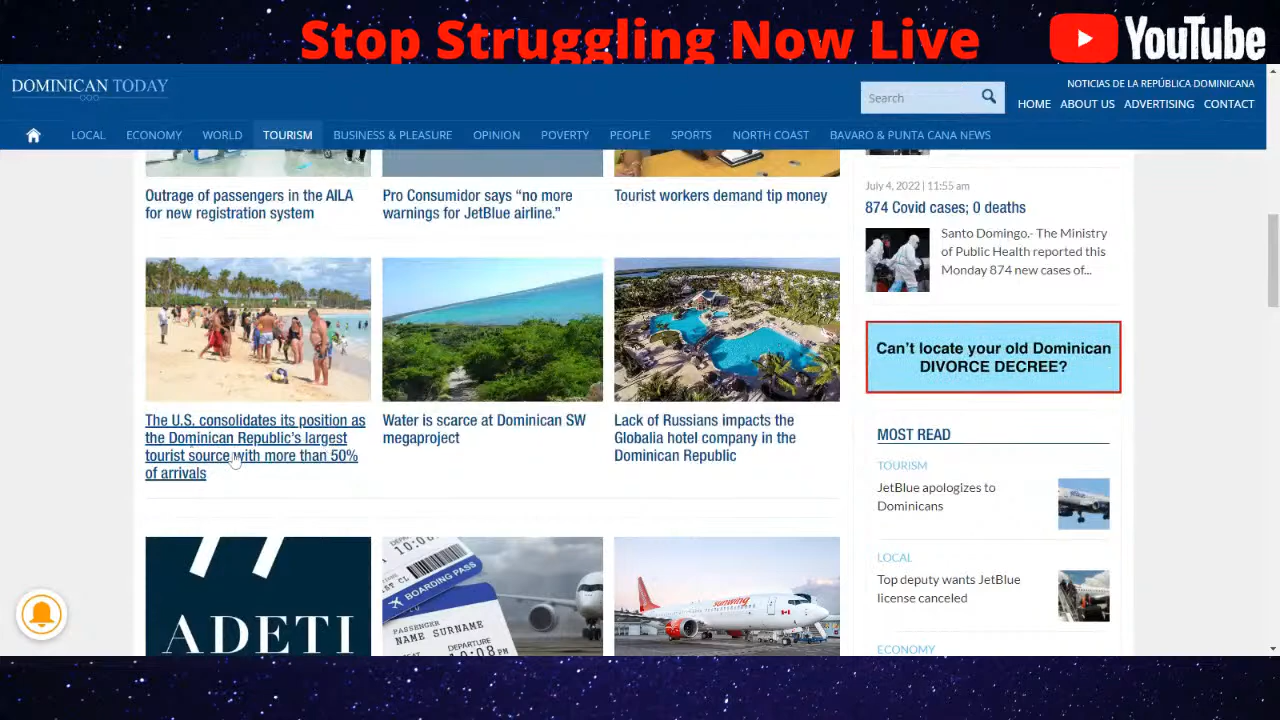 Stop Struggling Now Live
YouTube
DOMINICAN TODAY
Search
NOTICIAS DE LA REPÚBLICA DOMINICANA
HOME ABOUT US ADVERTISING CONTACT
LOCAL ECONOMY WORLD TOURISM BUSINESS & PLEASURE OPINION POVERTY PEOPLE SPORTS NORTH COAST BAVARO & PUNTA CANA NEWS
Outrage of passengers in the AILA
for new registration system
Pro Consumidor says “no more
warnings for JetBlue airline.”
Tourist workers demand tip money
The U.S. consolidates its position as
the Dominican Republic’s largest
tourist source with more than 50%
of arrivals
Water is scarce at Dominican SW
megaproject
Lack of Russians impacts the
Globalia hotel company in the
Dominican Republic
ADETI
BOARDING PASS
PASSENGER
NAME SURNAME
DEPARTURE
10:08PM
sunwing
July 4, 2022 | 11:55 am
874 Covid cases; 0 deaths
Santo Domingo.- The Ministry
of Public Health reported this
Monday 874 new cases of...
Can’t locate your old Dominican
DIVORCE DECREE?
MOST READ
TOURISM
JetBlue apologizes to
Dominicans
LOCAL
Top deputy wants JetBlue
license canceled
ECONOMY